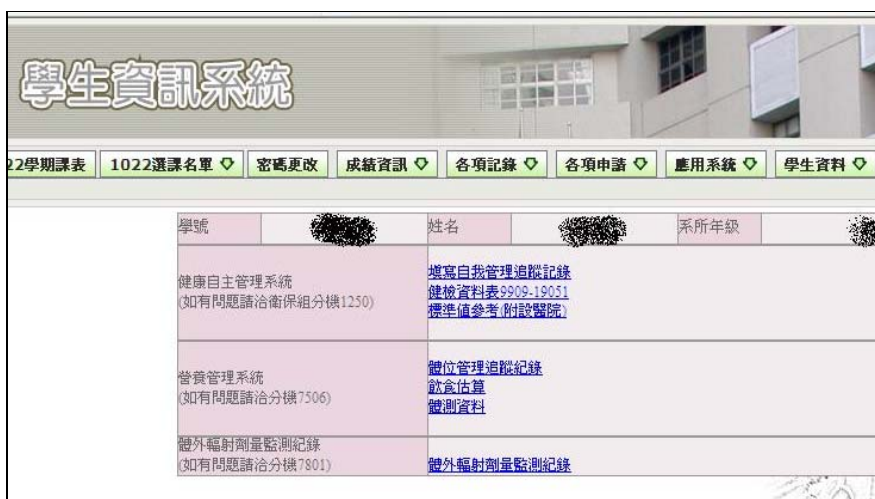 學生資訊系統
22學期課表 1022選課名單 密碼更改 成績資訊 各項記錄 各項申請 應用系統 學生資料
學號 姓名 系所年級
健康自主管理系統
(如有問題請洽衛保組分機1250)
填寫自我管理追蹤記錄
健檢資料表9909-19051
標準值參考(附設醫院)
營養管理系統
(如有問題請洽分機7506)
體位管理追蹤紀錄
飲食估算
體測資料
體外輻射劑量監測紀錄
(如有問題請洽分機7801)
體外輻射劑量監測紀錄